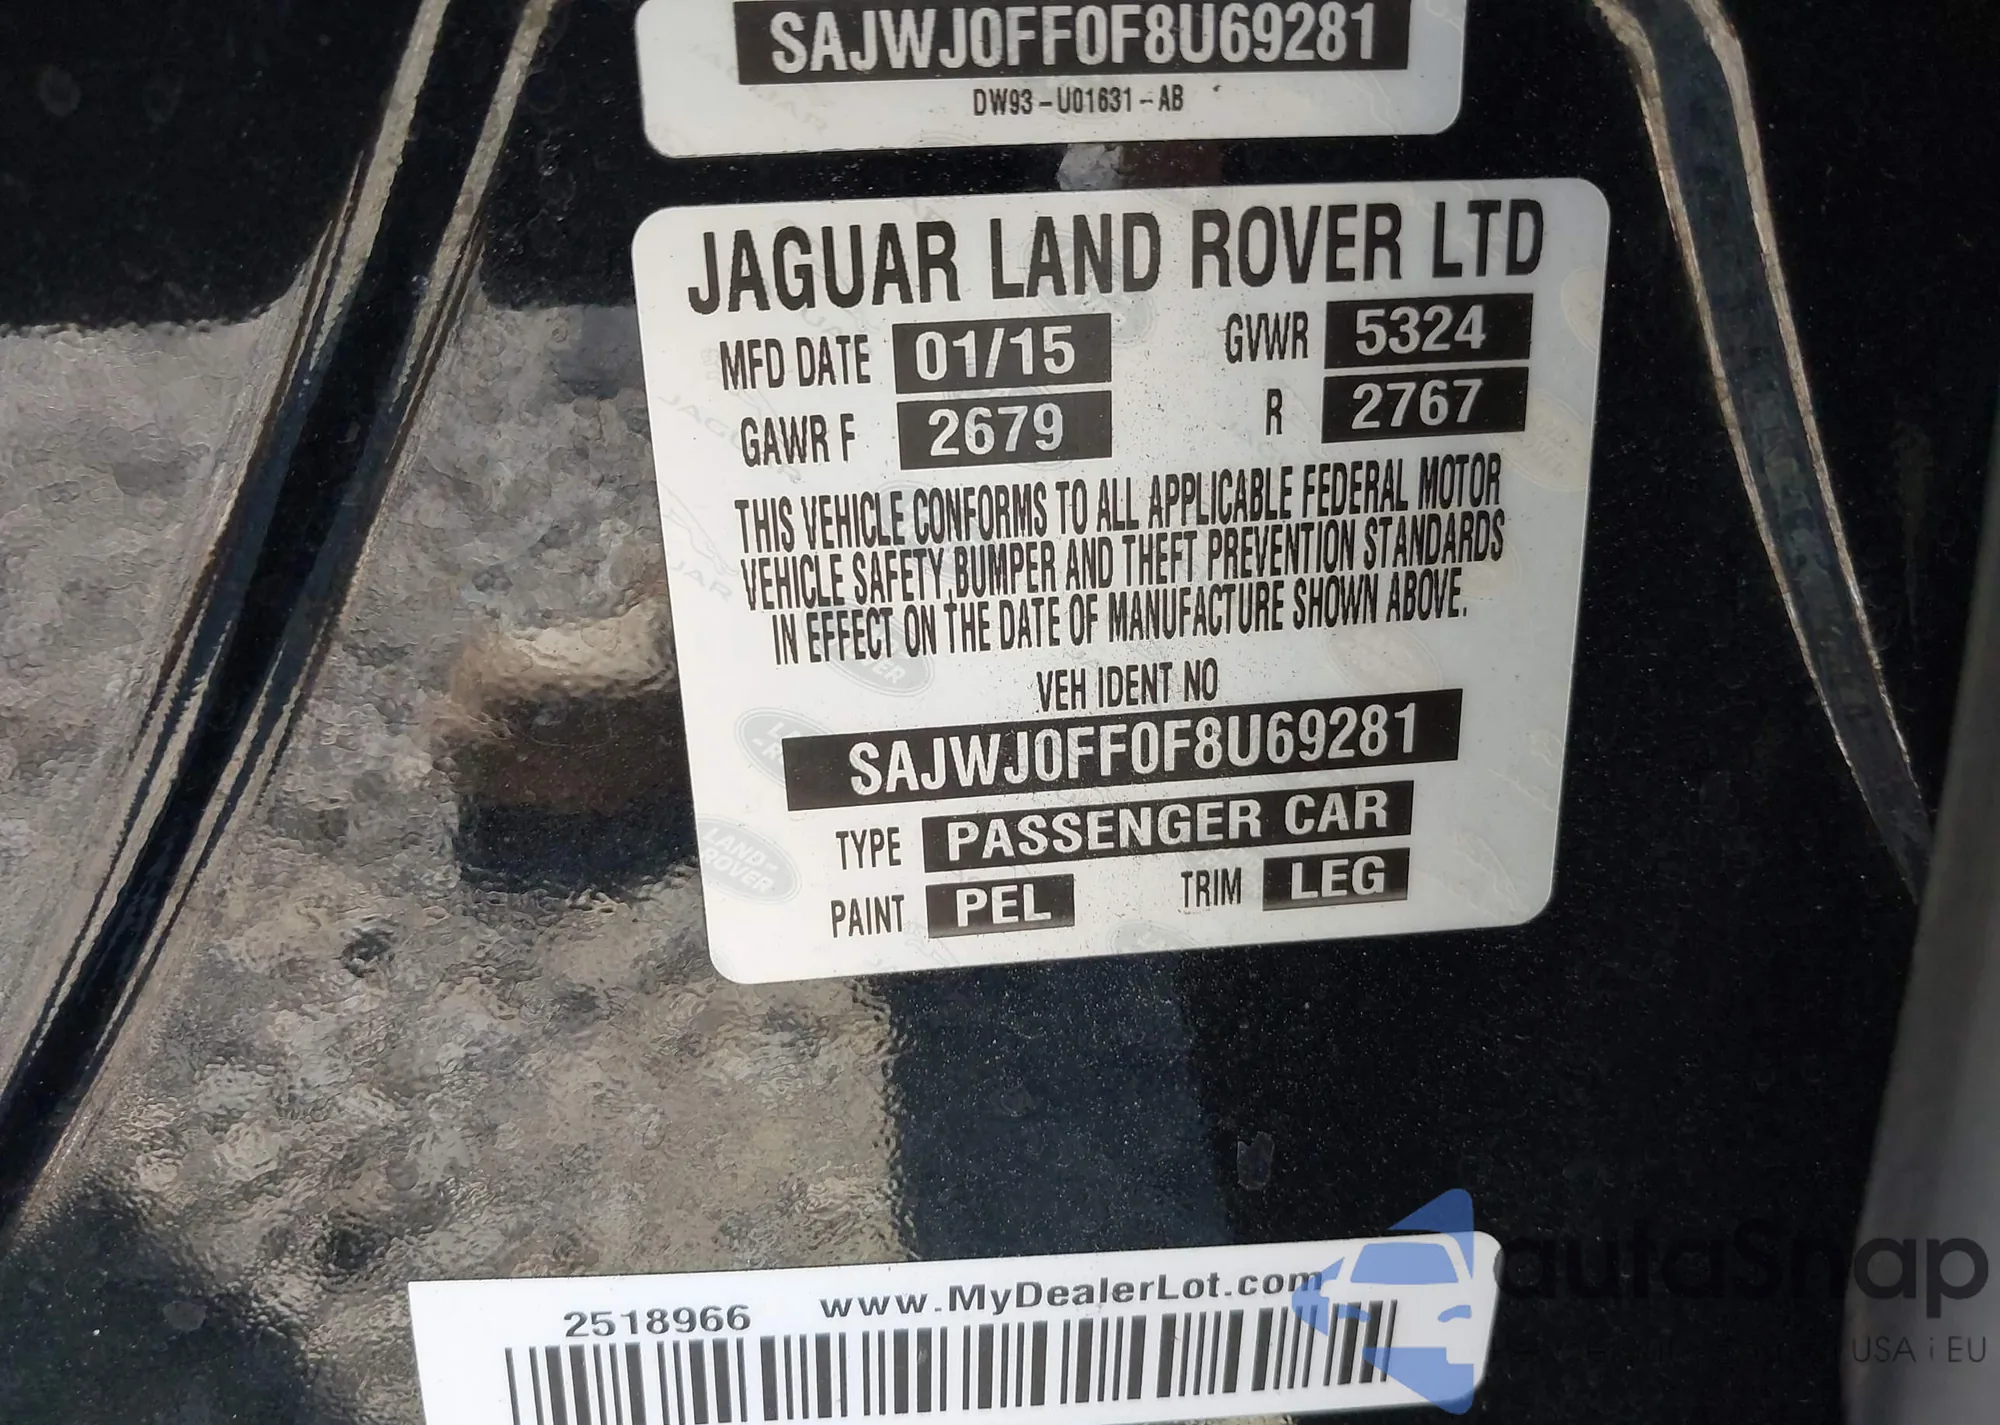 SAJWJ0FF0F8U69281
DW93-U01631-AB
JAGUAR LAND ROVER LTD
MFD DATE 01/15 GVWR 5324
GAWR F 2679 R 2767
THIS VEHICLE CONFORMS TO ALL APPLICABLE FEDERAL MOTOR
VEHICLE SAFETY,BUMPER AND THEFT PREVENTION STANDARDS
IN EFFECT ON THE DATE OF MANUFACTURE SHOWN ABOVE.
VEH IDENT NO
SAJWJ0FF0F8U69281
TYPE PASSENGER CAR
PAINT PEL TRIM LEG
LAND-
ROVER
2518966 www.MyDealerLot.com
autaSnap
USA i EU